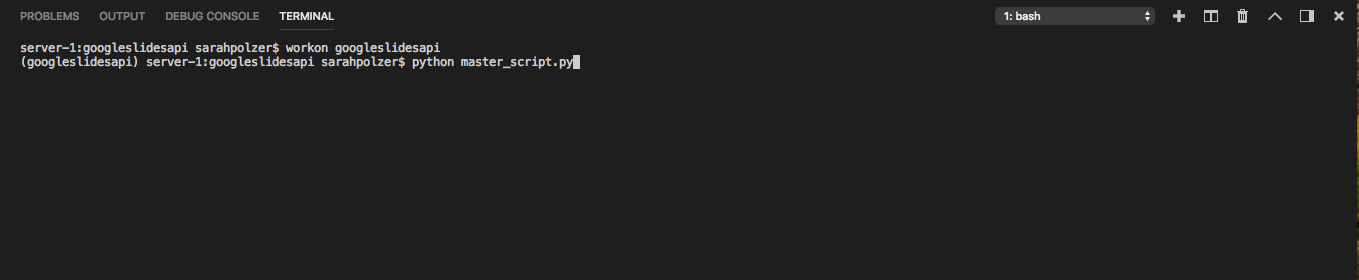 PROBLEMS OUTPUT DEBUG CONSOLE TERMINAL 1: bash
server-1:googleslidesapi sarahpolzer$ workon googleslidesapi
(googleslidesapi) server-1:googleslidesapi sarahpolzer$ python master_script.py